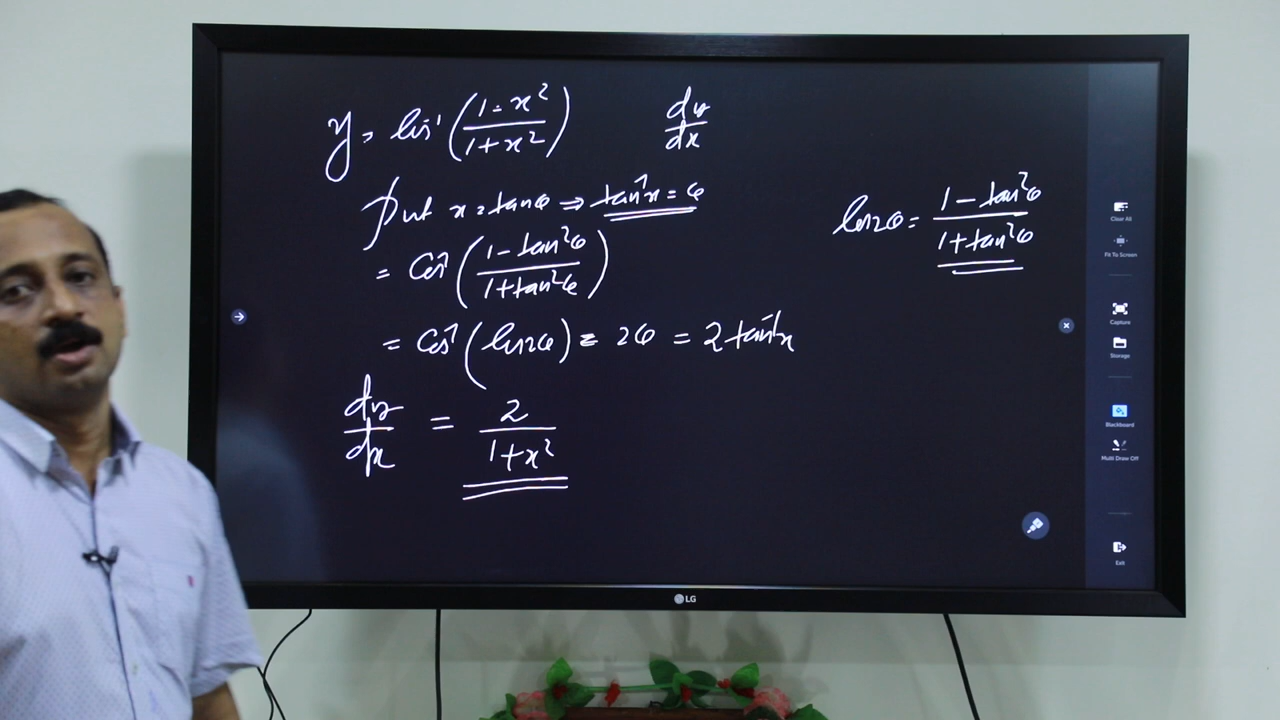 y = cos⁻¹((1-x²)/(1+x²)) dy/dx
Put x = tanθ ⇒ tan⁻¹x = θ
= cos⁻¹((1-tan²θ)/(1+tan²θ))
cos2θ = (1-tan²θ)/(1+tan²θ)
= cos⁻¹(cos2θ) = 2θ = 2tan⁻¹x
dy/dx = 2/(1+x²)
Clear All
Fit To Screen
Capture
Storage
Blackboard
Multi Draw Off
Exit
LG